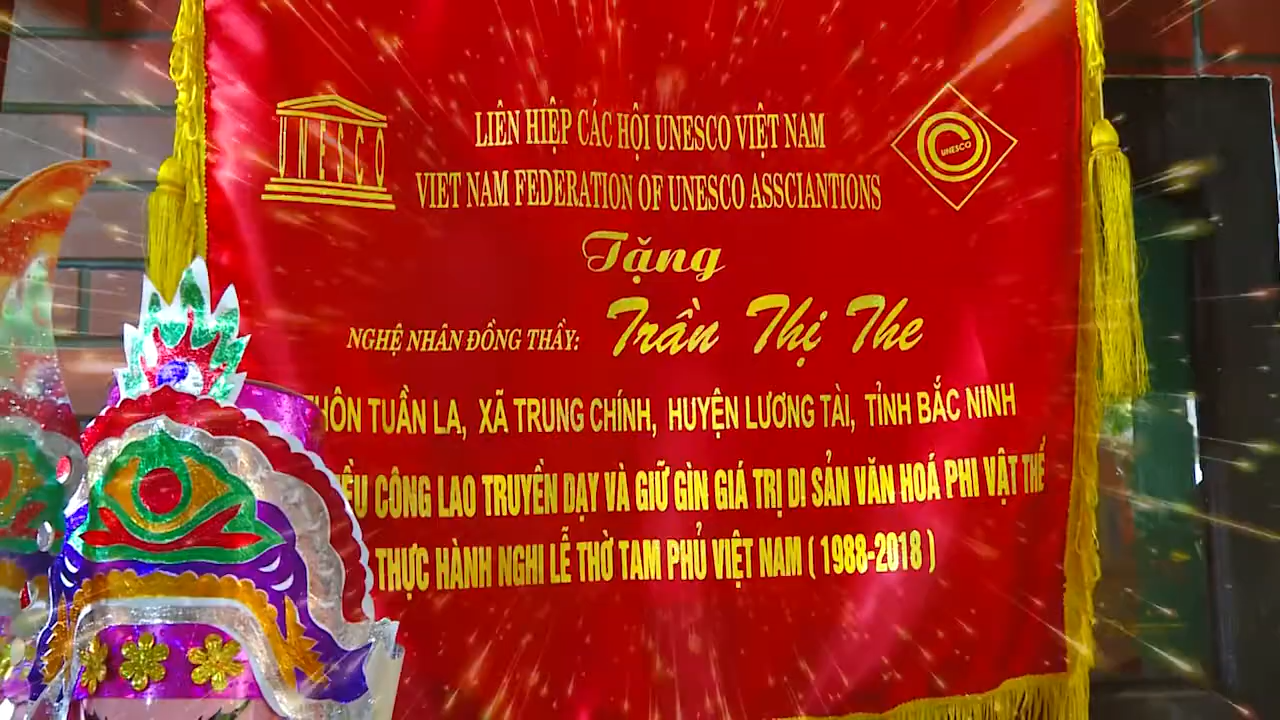 UNESCO
LIÊN HIỆP CÁC HỘI UNESCO VIỆT NAM
VIET NAM FEDERATION OF UNESCO ASSCIANTIONS
UNESCO
Tặng
NGHỆ NHÂN ĐỒNG THẦY: Trần Thị The
THÔN TUẦN LA, XÃ TRUNG CHÍNH, HUYỆN LƯƠNG TÀI, TỈNH BẮC NINH
CÔNG LAO TRUYỀN DẠY VÀ GIỮ GÌN GIÁ TRỊ DI SẢN VĂN HOÁ PHI VẬT THỂ
THỰC HÀNH NGHI LỄ THỜ TAM PHỦ VIỆT NAM ( 1988-2018 )